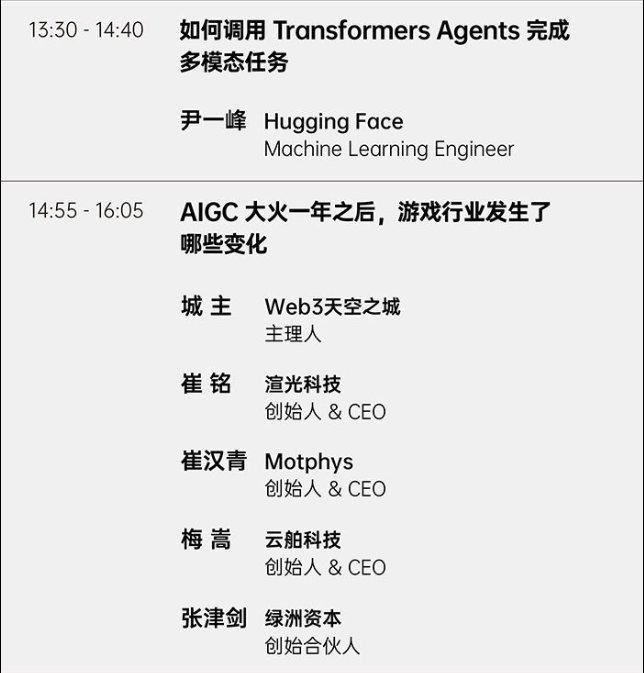 13:30 - 14:40 如何调用 Transformers Agents 完成
多模态任务
尹一峰 Hugging Face
Machine Learning Engineer
14:55 - 16:05 AIGC 大火一年之后，游戏行业发生了
哪些变化
城 主 Web3天空之城
主理人
崔 铭 渲光科技
创始人 & CEO
崔汉青 Motphys
创始人 & CEO
梅 嵩 云舶科技
创始人 & CEO
张津剑 绿洲资本
创始合伙人